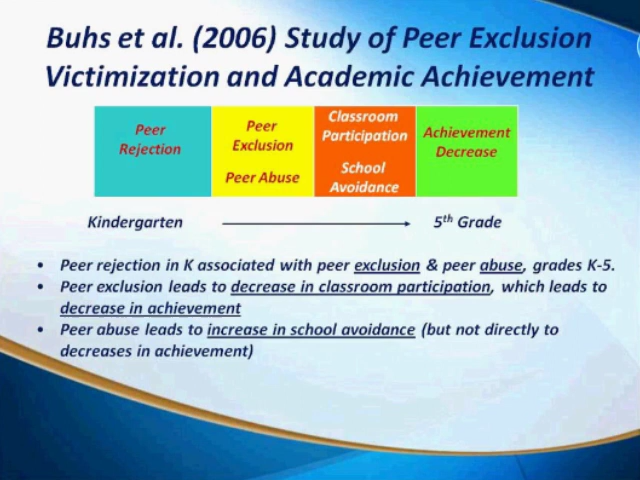 Buhs et al. (2006) Study of Peer Exclusion
Victimization and Academic Achievement
Peer
Rejection
Peer
Exclusion
Peer Abuse
Classroom
Participation
School
Avoidance
Achievement
Decrease
Kindergarten
5th Grade
• Peer rejection in K associated with peer exclusion & peer abuse, grades K-5.
• Peer exclusion leads to decrease in classroom participation, which leads to
decrease in achievement
• Peer abuse leads to increase in school avoidance (but not directly to
decreases in achievement)